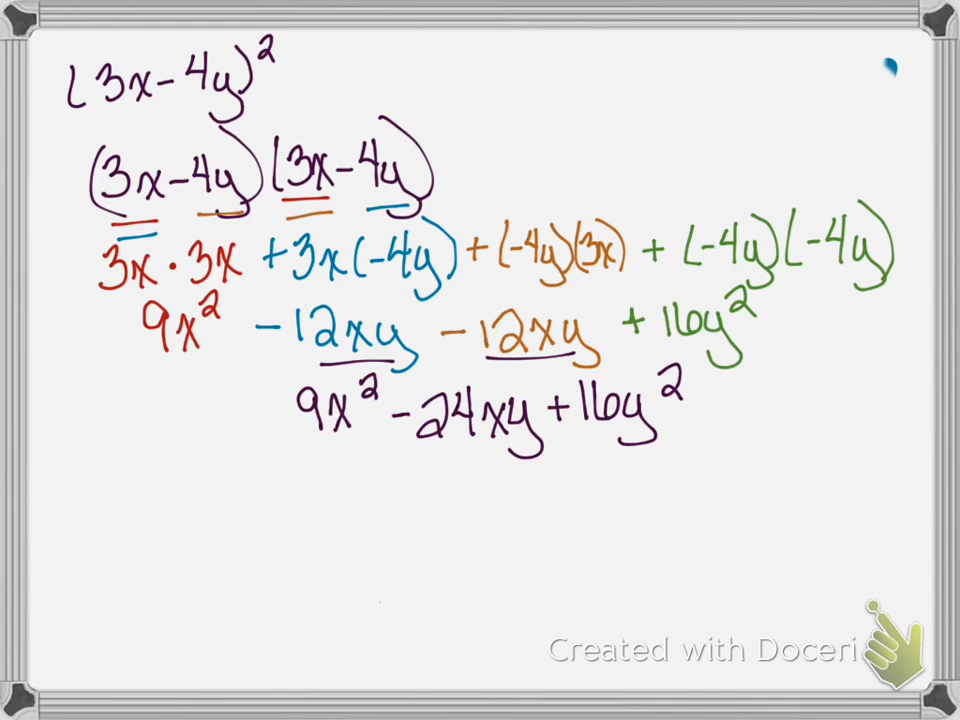 (3x-4y)²
(3x-4y)(3x-4y)
3x·3x +3x(-4y) +(-4y)(3x) + (-4y)(-4y)
9x² -12xy -12xy +16y²
9x² -24xy +16y²
Created with Doceri